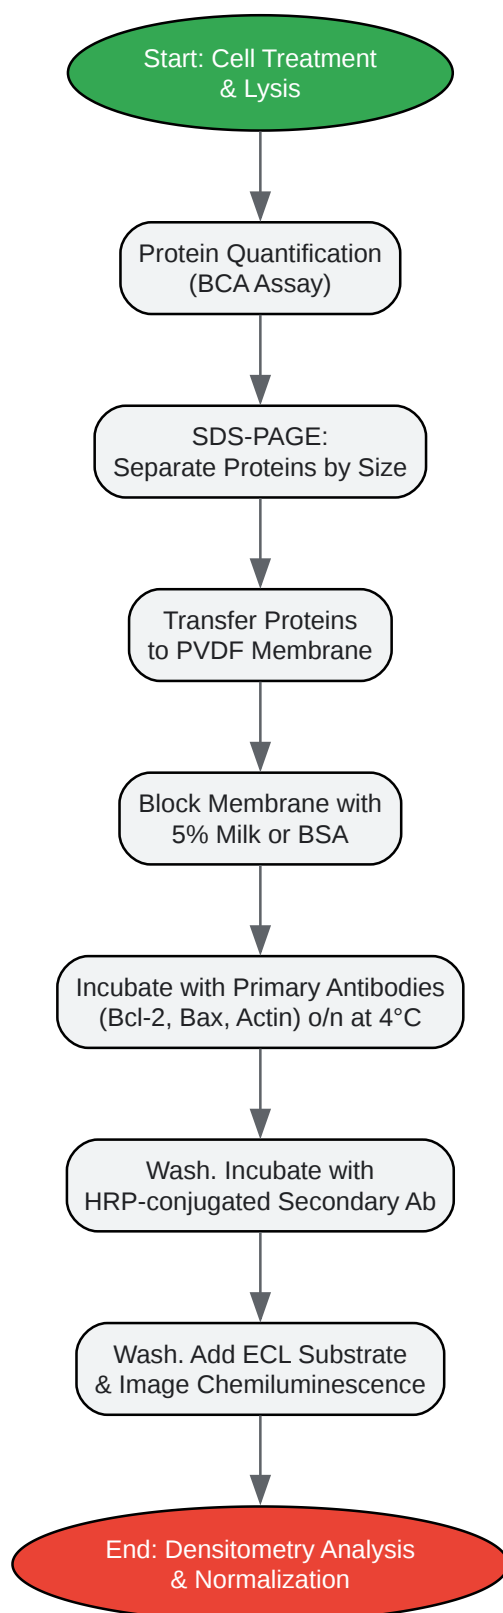 Start: Cell Treatment
& Lysis
Protein Quantification
(BCA Assay)
SDS-PAGE:
Separate Proteins by Size
Transfer Proteins
to PVDF Membrane
Block Membrane with
5% Milk or BSA
Incubate with Primary Antibodies
(Bcl-2, Bax, Actin) o/n at 4°C
Wash. Incubate with
HRP-conjugated Secondary Ab
Wash. Add ECL Substrate
& Image Chemiluminescence
End: Densitometry Analysis
& Normalization